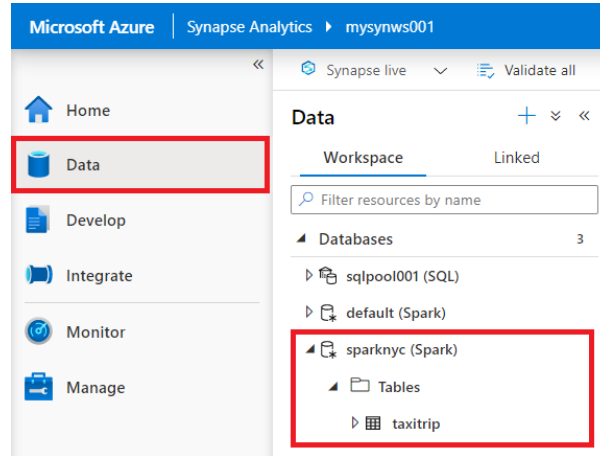 Microsoft Azure Synapse Analytics mysynws001
Synapse live Validate all
Home
Data
Develop
Integrate
Monitor
Manage
Data
Workspace Linked
Filter resources by name
Databases 3
sqlpool001 (SQL)
default (Spark)
sparknyc (Spark)
Tables
taxitrip